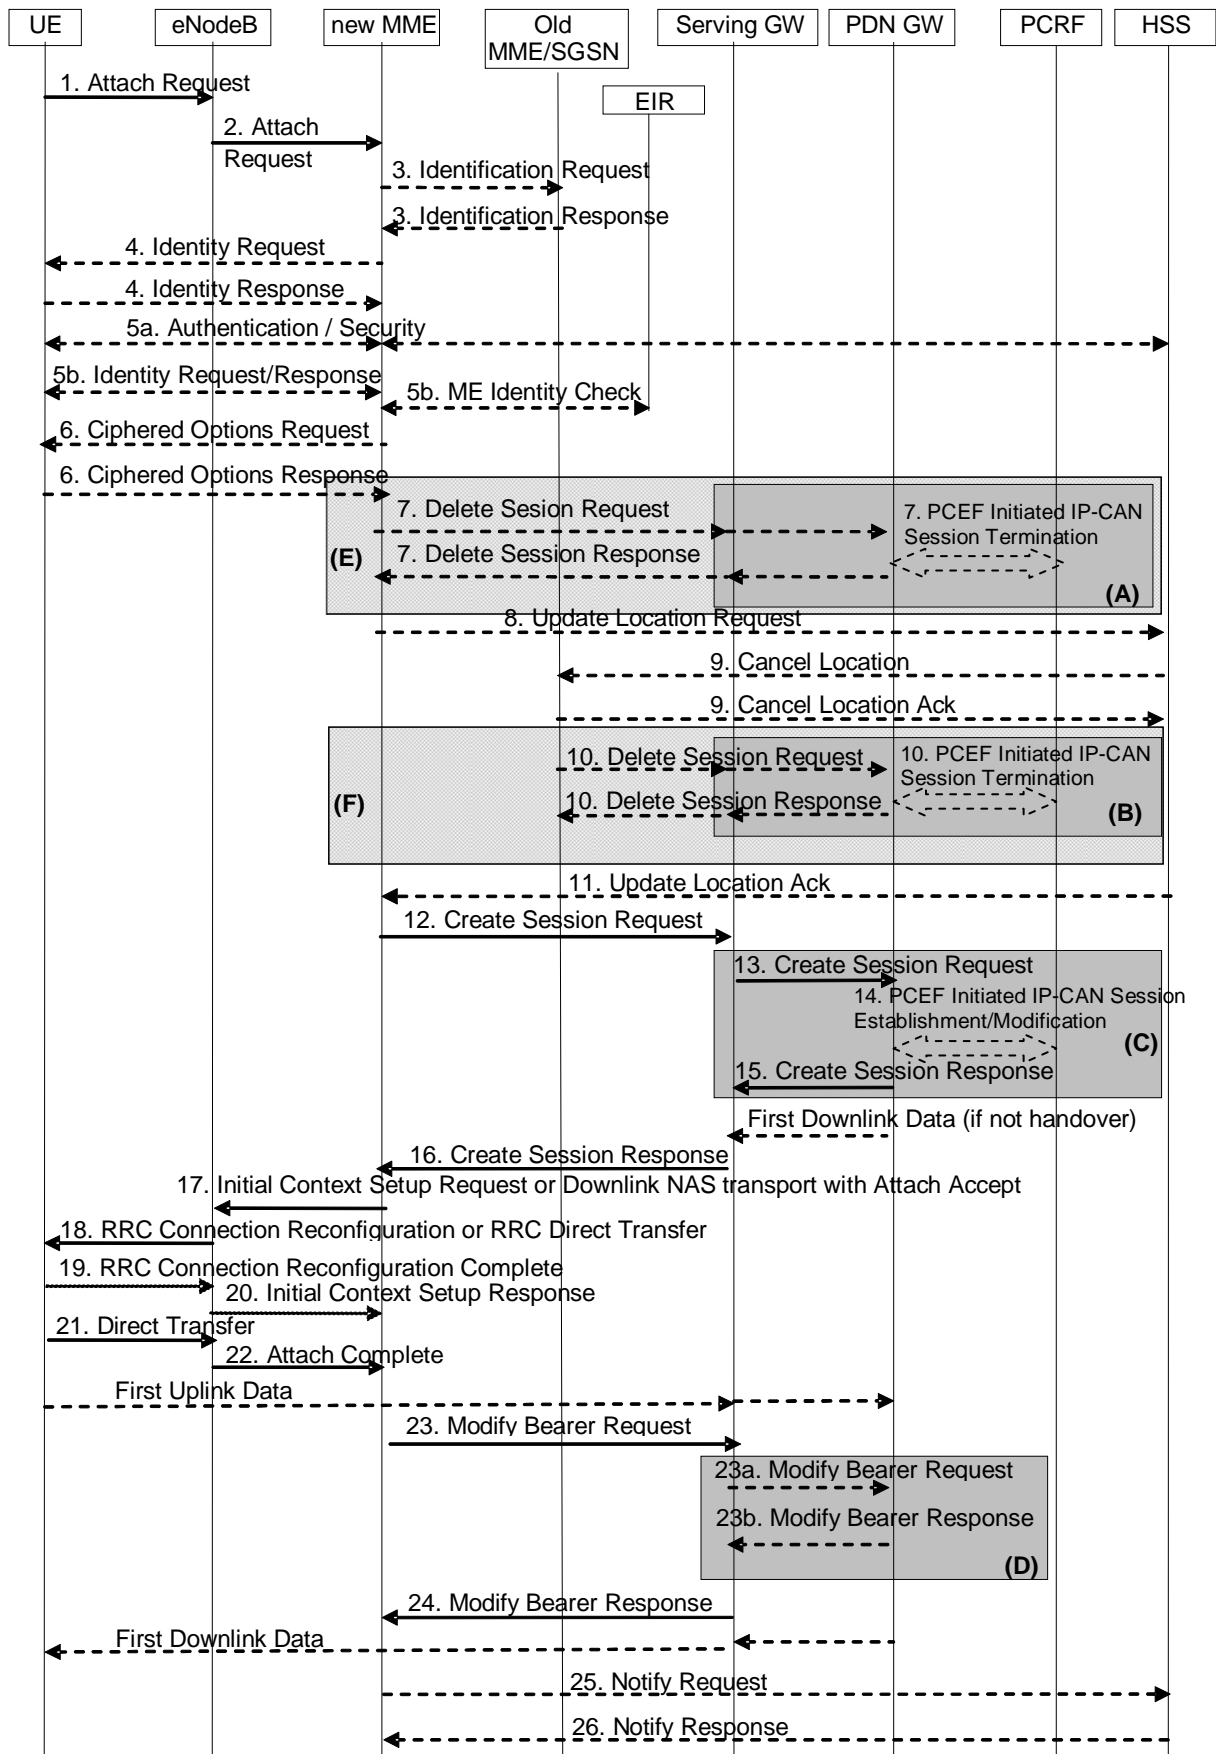 UE
eNodeB
new MME
Old
MME/SGSN
Serving GW
PDN GW
PCRF
HSS
EIR
1. Attach Request
2. Attach
Request
3. Identification Request
3. Identification Response
4. Identity Request
4. Identity Response
5a. Authentication / Security
5b. Identity Request/Response
5b. ME Identity Check
6. Ciphered Options Request
6. Ciphered Options Response
7. Delete Sesion Request
7. PCEF Initiated IP-CAN
Session Termination
(E)
7. Delete Session Response
(A)
8. Update Location Request
9. Cancel Location
9. Cancel Location Ack
10. Delete Session Request
10. PCEF Initiated IP-CAN
Session Termination
(F)
10. Delete Session Response
(B)
11. Update Location Ack
12. Create Session Request
13. Create Session Request
14. PCEF Initiated IP-CAN Session
Establishment/Modification
(C)
15. Create Session Response
First Downlink Data (if not handover)
16. Create Session Response
17. Initial Context Setup Request or Downlink NAS transport with Attach Accept
18. RRC Connection Reconfiguration or RRC Direct Transfer
19. RRC Connection Reconfiguration Complete
20. Initial Context Setup Response
21. Direct Transfer
22. Attach Complete
First Uplink Data
23. Modify Bearer Request
23a. Modify Bearer Request
23b. Modify Bearer Response
(D)
24. Modify Bearer Response
First Downlink Data
25. Notify Request
26. Notify Response